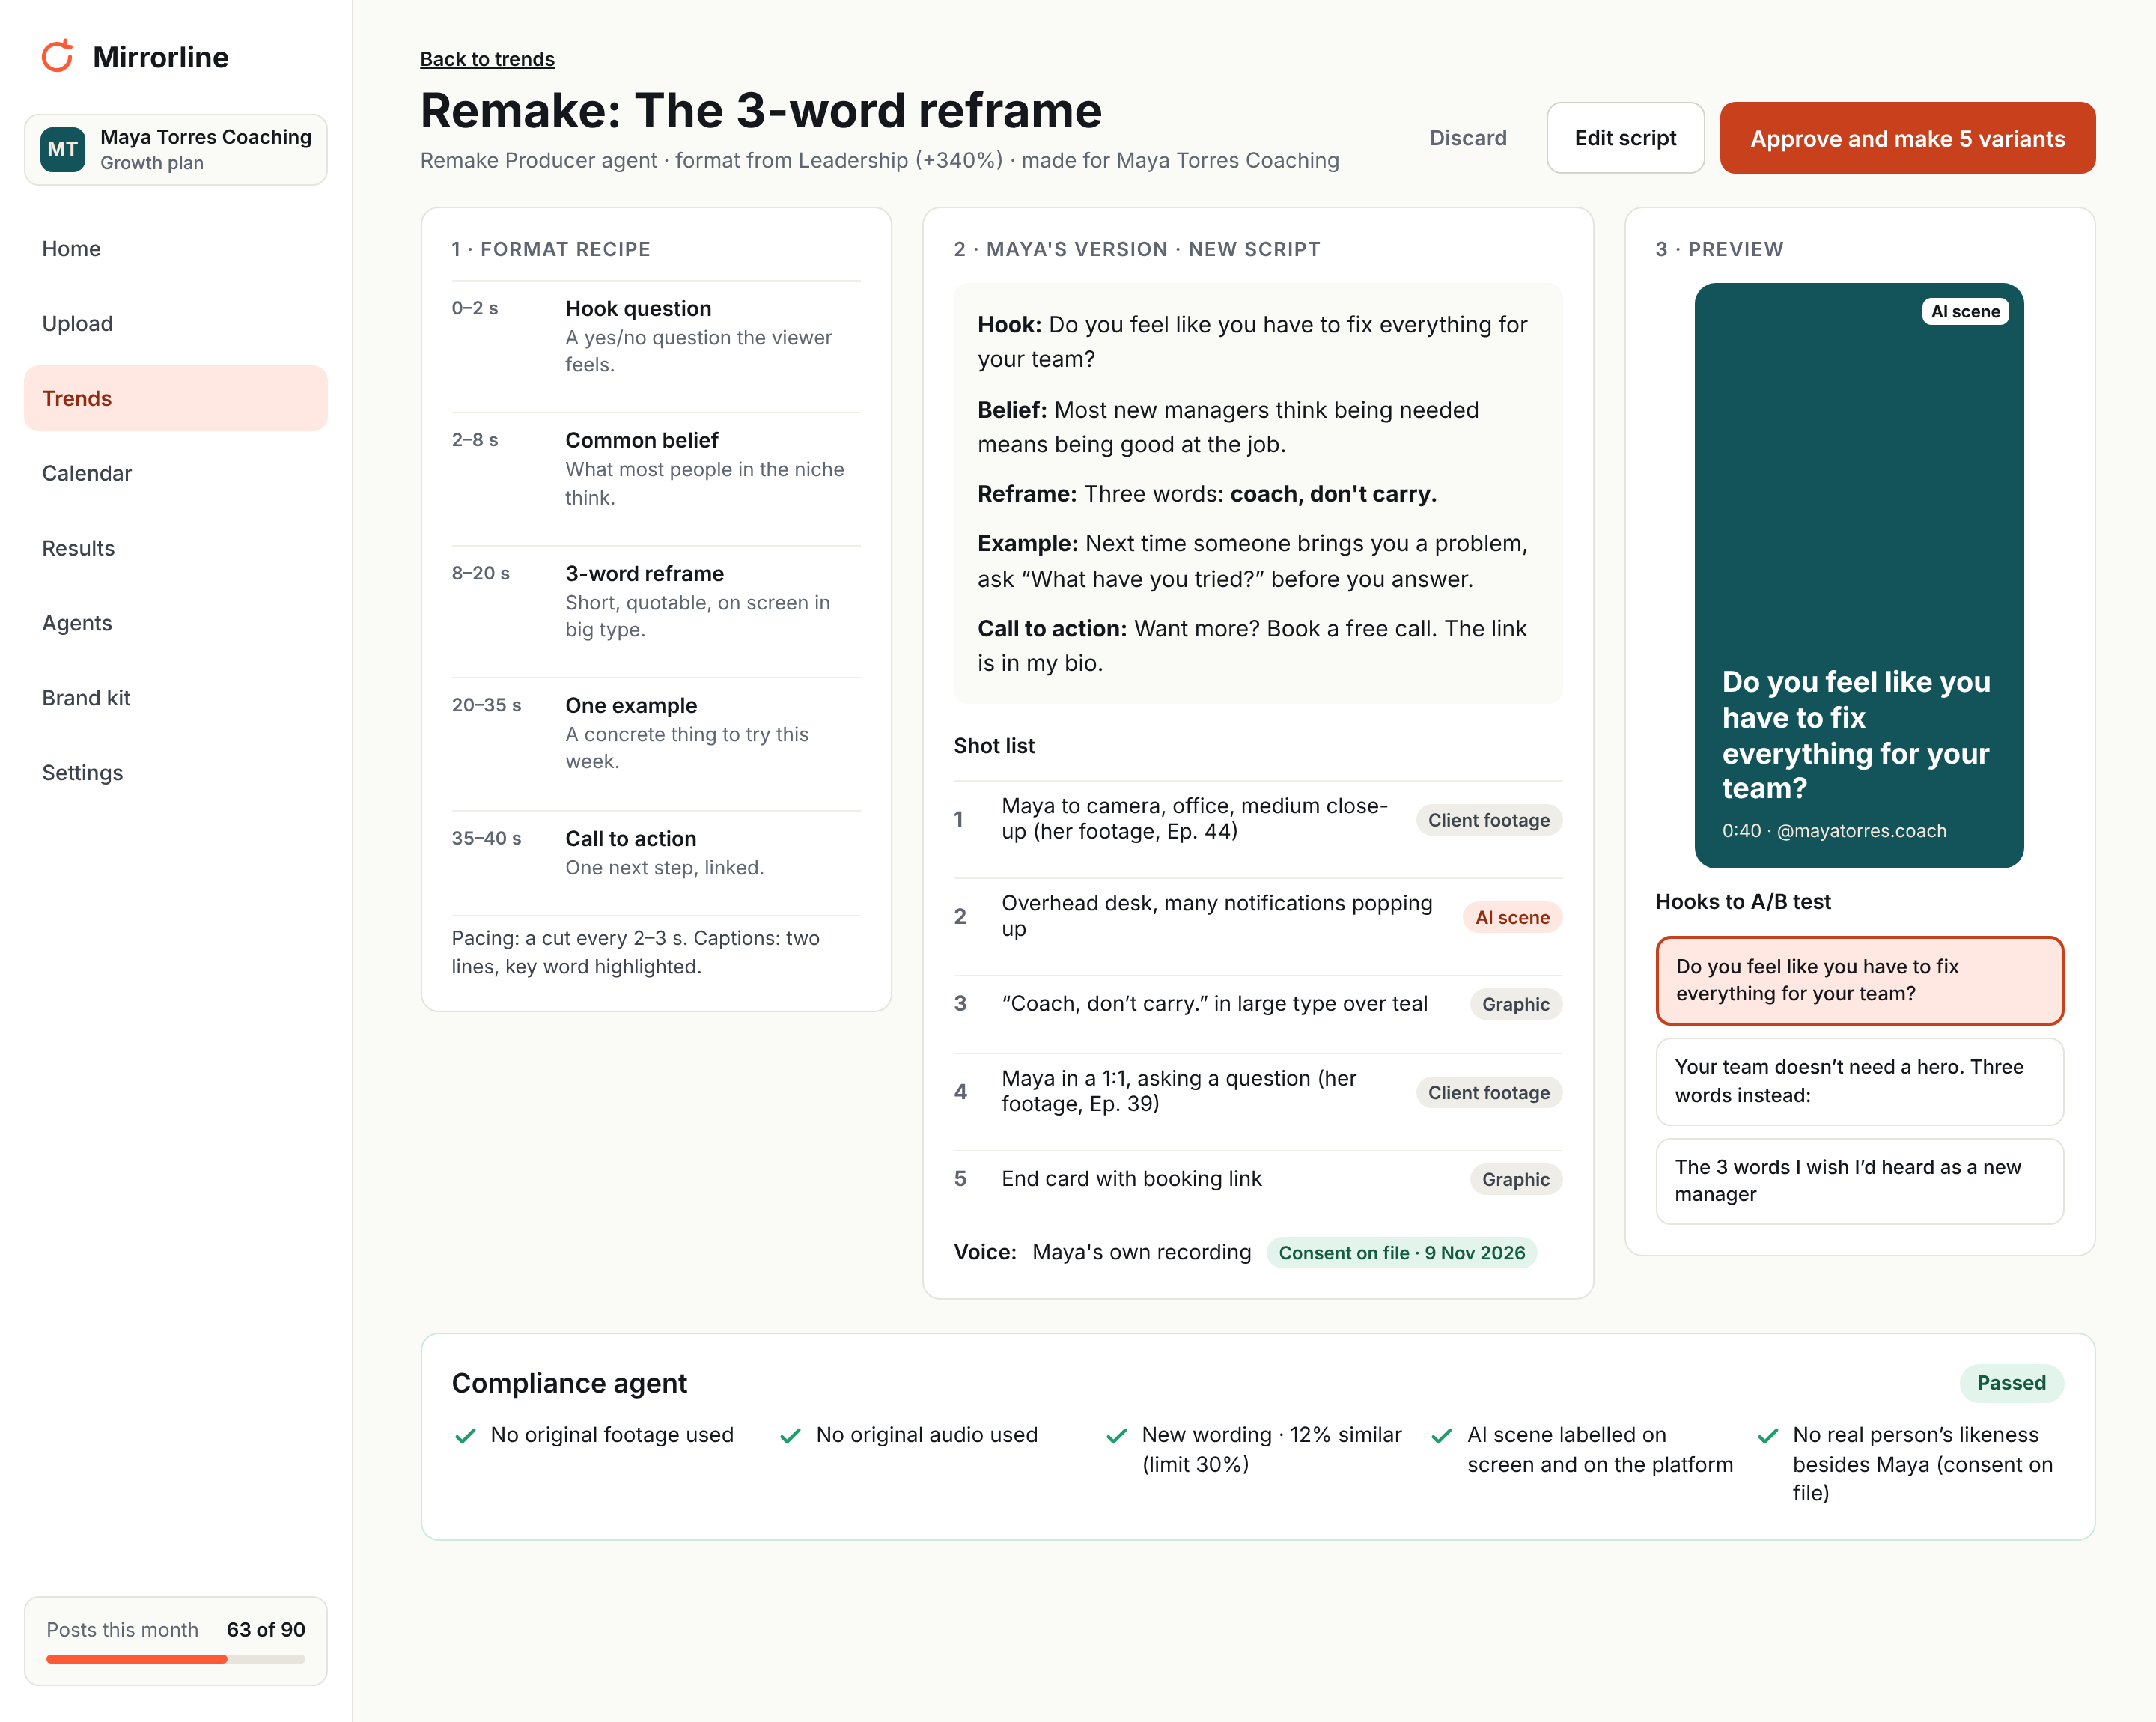 Mirrorline
MT
Maya Torres Coaching
Growth plan
Home
Upload
Trends
Calendar
Results
Agents
Brand kit
Settings
Posts this month 63 of 90
Back to trends
Remake: The 3-word reframe
Remake Producer agent · format from Leadership (+340%) · made for Maya Torres Coaching
Discard
Edit script
Approve and make 5 variants
1 · FORMAT RECIPE
0–2 s Hook question
A yes/no question the viewer
feels.
2–8 s Common belief
What most people in the niche
think.
8–20 s 3-word reframe
Short, quotable, on screen in
big type.
20–35 s One example
A concrete thing to try this
week.
35–40 s Call to action
One next step, linked.
Pacing: a cut every 2–3 s. Captions: two
lines, key word highlighted.
2 · MAYA'S VERSION · NEW SCRIPT
Hook: Do you feel like you have to fix everything for
your team?
Belief: Most new managers think being needed
means being good at the job.
Reframe: Three words: coach, don't carry.
Example: Next time someone brings you a problem,
ask “What have you tried?” before you answer.
Call to action: Want more? Book a free call. The link
is in my bio.
Shot list
1 Maya to camera, office, medium close-
up (her footage, Ep. 44)
Client footage
2 Overhead desk, many notifications popping
up
AI scene
3 “Coach, don’t carry.” in large type over teal Graphic
4 Maya in a 1:1, asking a question (her
footage, Ep. 39)
Client footage
5 End card with booking link Graphic
Voice: Maya's own recording Consent on file · 9 Nov 2026
3 · PREVIEW
AI scene
Do you feel like you
have to fix
everything for your
team?
0:40 · @mayatorres.coach
Hooks to A/B test
Do you feel like you have to fix
everything for your team?
Your team doesn’t need a hero. Three
words instead:
The 3 words I wish I’d heard as a new
manager
Compliance agent
Passed
No original footage used
No original audio used
New wording · 12% similar
(limit 30%)
AI scene labelled on
screen and on the platform
No real person’s likeness
besides Maya (consent on
file)